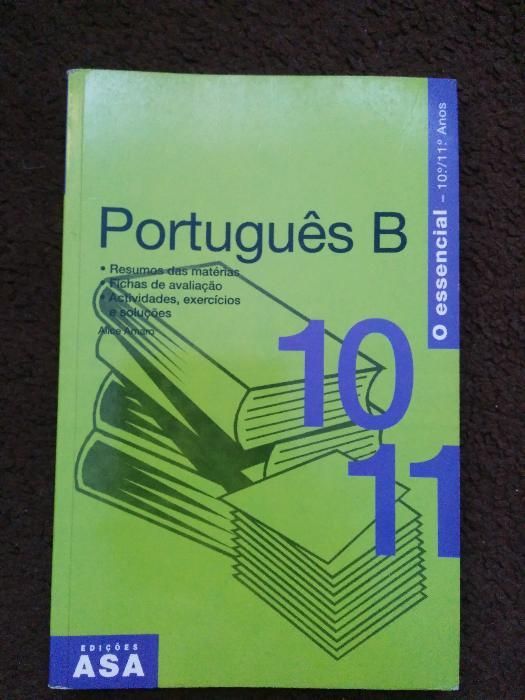 Português B
• Resumos das matérias
• Fichas de avaliação
• Actividades, exercícios
e soluções
Alice Amaro
10
11
O essencial – 10º/11º Anos
EDIÇÕES
ASA